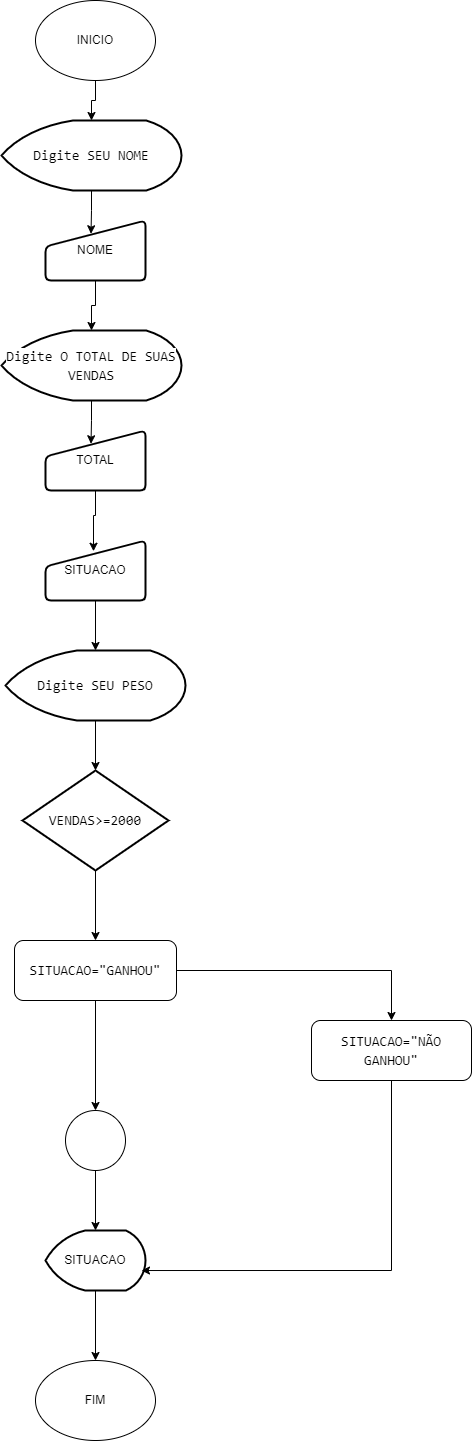 INICIO
Digite SEU NOME
NOME
Digite O TOTAL DE SUAS
VENDAS
TOTAL
SITUACAO
Digite SEU PESO
VENDAS>=2000
SITUACAO="GANHOU"
SITUACAO="NÃO
GANHOU"
SITUACAO
FIM